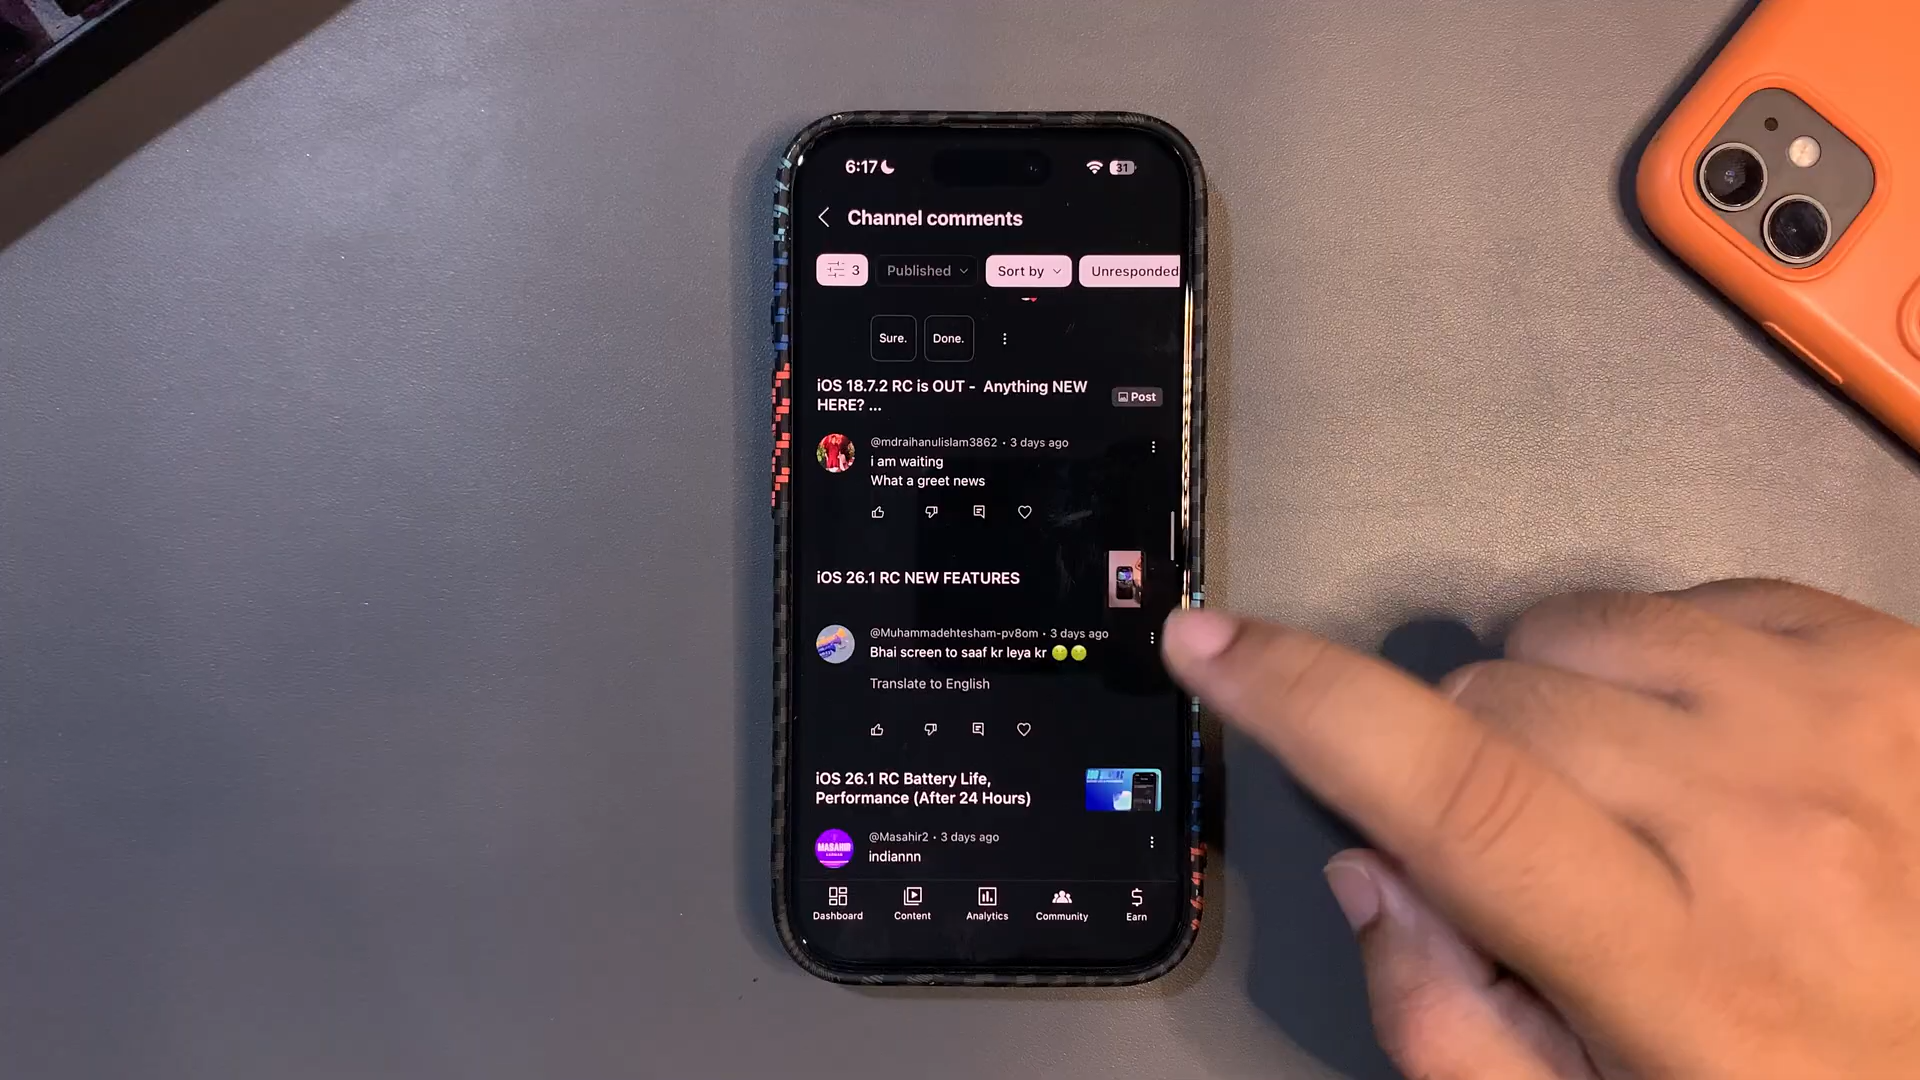 6:17
31
Channel comments
3 Published Sort by Unresponded
Sure. Done.
iOS 18.7.2 RC is OUT - Anything NEW
HERE? ...
Post
@mdraihanulislam3862 • 3 days ago
i am waiting
What a greet news
iOS 26.1 RC NEW FEATURES
@Muhammadehtesham-pv8om • 3 days ago
Bhai screen to saaf kr leya kr 🤢🤢
Translate to English
iOS 26.1 RC Battery Life,
Performance (After 24 Hours)
MASAHIR
@Masahir2 • 3 days ago
indiannn
Dashboard Content Analytics Community Earn